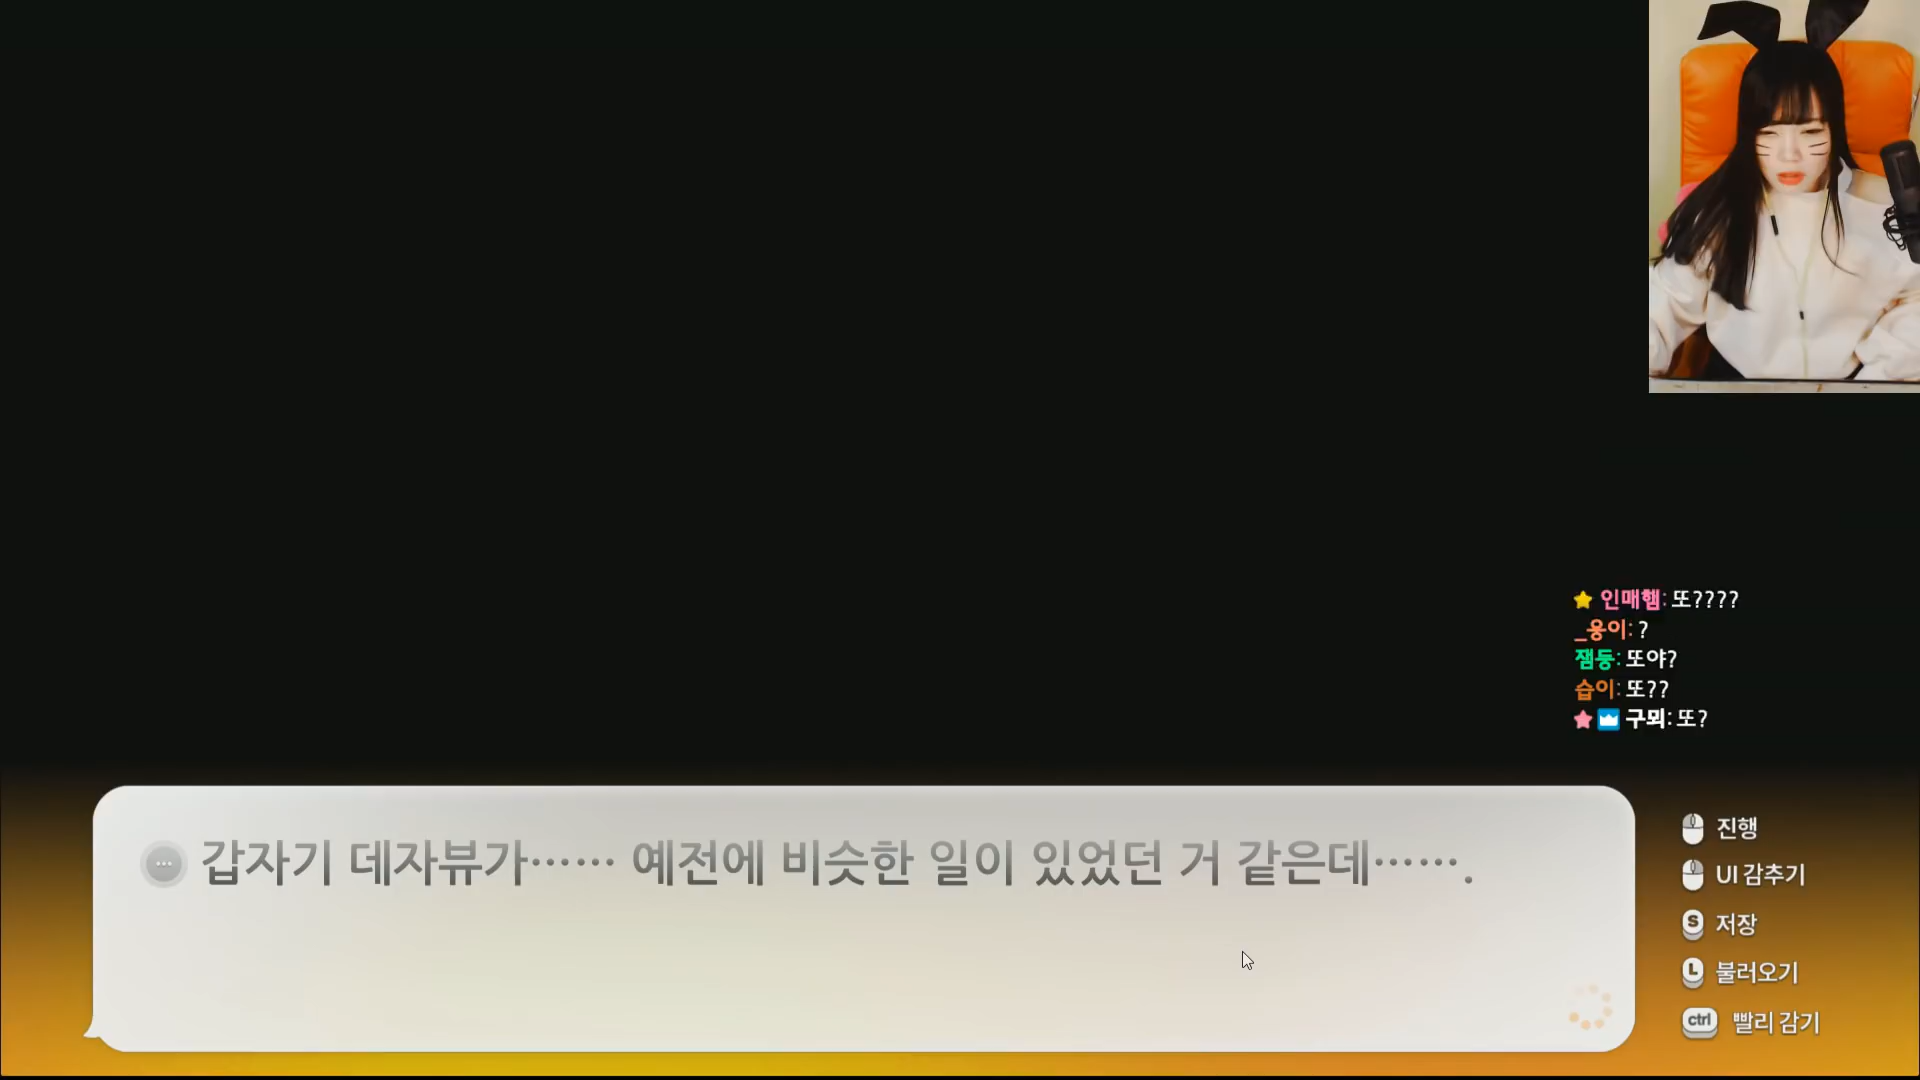 ★ 인매햄: 또????
_웅이: ?
잼둥: 또야?
습이: 또??
구뫼: 또?
… 갑자기 데자뷰가…… 예전에 비슷한 일이 있었던 거 같은데…….
진행
UI 감추기
S 저장
L 불러오기
ctrl 빨리 감기